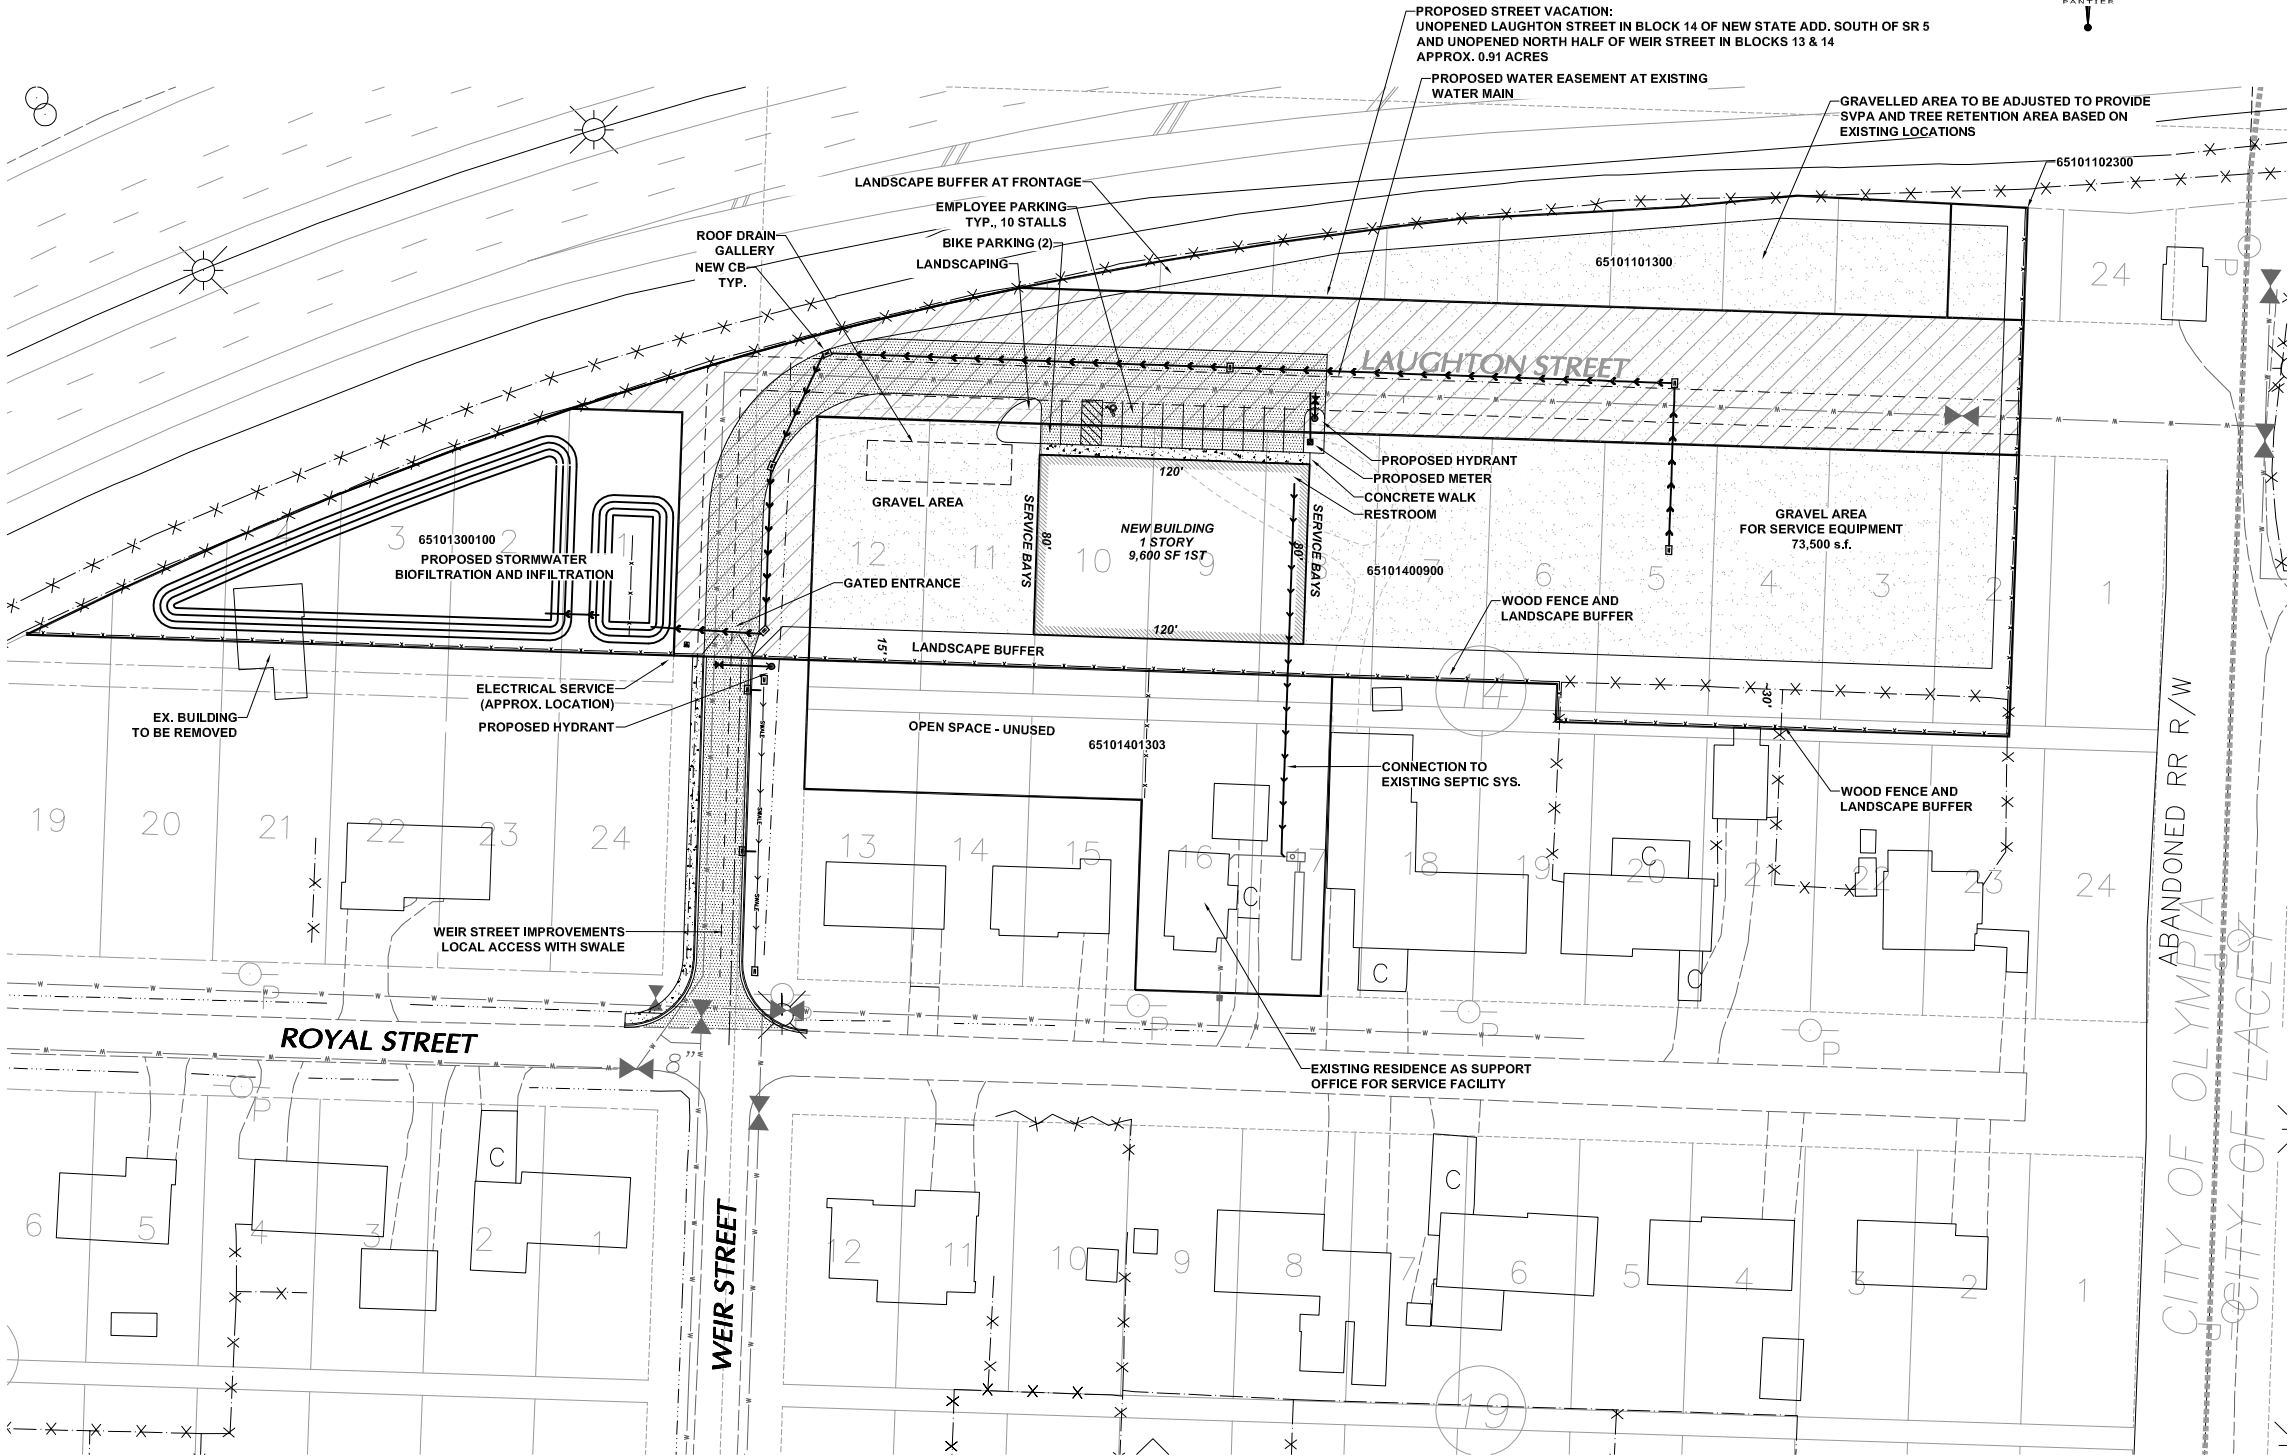 PANTIER
PROPOSED STREET VACATION:
UNOPENED LAUGHTON STREET IN BLOCK 14 OF NEW STATE ADD. SOUTH OF SR 5
AND UNOPENED NORTH HALF OF WEIR STREET IN BLOCKS 13 & 14
APPROX. 0.91 ACRES
PROPOSED WATER EASEMENT AT EXISTING
WATER MAIN
GRAVELLED AREA TO BE ADJUSTED TO PROVIDE
SVPA AND TREE RETENTION AREA BASED ON
EXISTING LOCATIONS
65101102300
LANDSCAPE BUFFER AT FRONTAGE
EMPLOYEE PARKING
TYP., 10 STALLS
BIKE PARKING (2)
LANDSCAPING
ROOF DRAIN
GALLERY
NEW CB
TYP.
65101101300
24
P
LAUGHTON STREET
PROPOSED HYDRANT
PROPOSED METER
CONCRETE WALK
RESTROOM
120'
GRAVEL AREA
SERVICE BAYS
80'
NEW BUILDING
1 STORY
9,600 SF 1ST
80'
SERVICE BAYS
120'
GRAVEL AREA
FOR SERVICE EQUIPMENT
73,500 s.f.
65101400900
4 3 2 1
65101300100
PROPOSED STORMWATER
BIOFILTRATION AND INFILTRATION
12 11 10 9 8 7 6 5 4 3 2 1
GATED ENTRANCE
WOOD FENCE AND
LANDSCAPE BUFFER
15'
LANDSCAPE BUFFER
14
~30'
ELECTRICAL SERVICE
(APPROX. LOCATION)
PROPOSED HYDRANT
EX. BUILDING
TO BE REMOVED
OPEN SPACE - UNUSED
65101401303
CONNECTION TO
EXISTING SEPTIC SYS.
WOOD FENCE AND
LANDSCAPE BUFFER
SWALE
SWALE
SWALE
19 20 21 22 23 24
13 14 15 16 17 18 19 20 2 22 23 24
C
C
C
C
WEIR STREET IMPROVEMENTS
LOCAL ACCESS WITH SWALE
ABANDONED RR R/W
P
P
P
P
ROYAL STREET
8"
EXISTING RESIDENCE AS SUPPORT
OFFICE FOR SERVICE FACILITY
P
C
C
6 5 4 3 2 1
12 11 10 9 8 7 6 5 4 3 2 1
WEIR STREET
CITY OF OLYMPIA
CITY OF LACEY
P
P
19